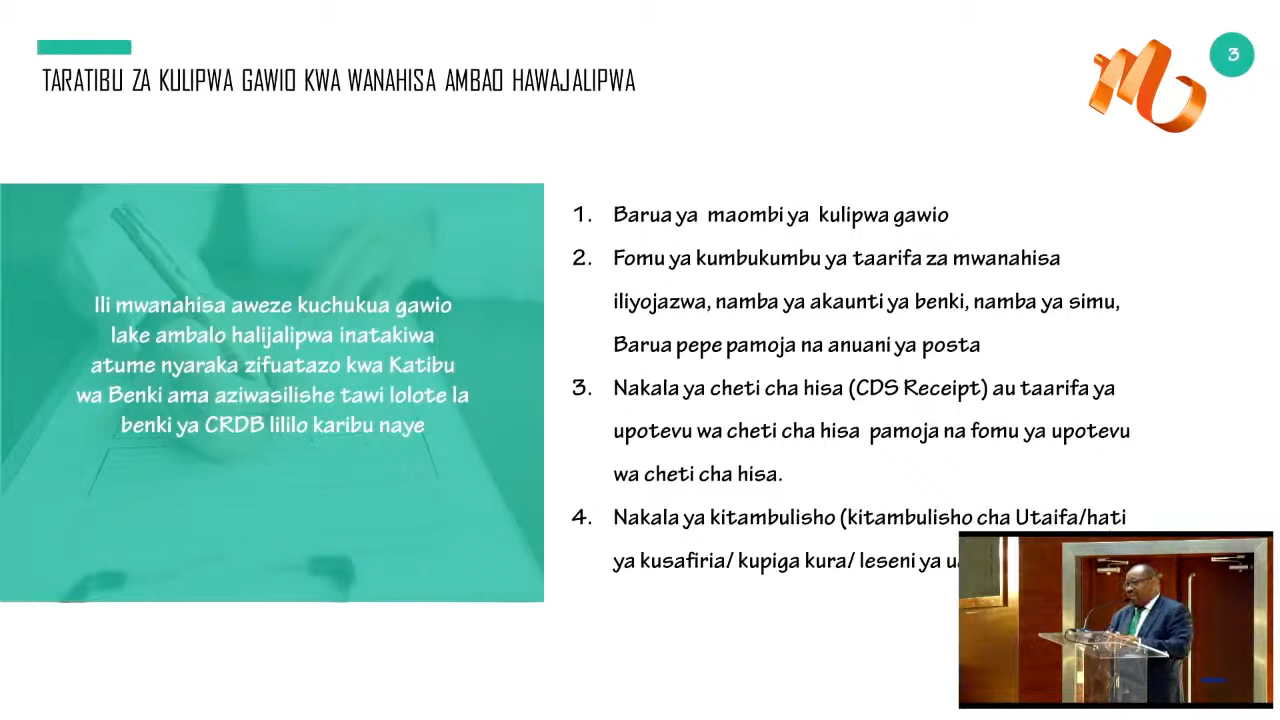 3
TARATIBU ZA KULIPWA GAWIO KWA WANAHISA AMBAO HAWAJALIPWA
Ili mwanahisa aweze kuchukua gawio
lake ambalo halijalipwa inatakiwa
atume nyaraka zifuatazo kwa Katibu
wa Benki ama aziwasilishe tawi lolote la
benki ya CRDB lililo karibu naye
1. Barua ya maombi ya kulipwa gawio
2. Fomu ya kumbukumbu ya taarifa za mwanahisa
iliyojazwa, namba ya akaunti ya benki, namba ya simu,
Barua pepe pamoja na anuani ya posta
3. Nakala ya cheti cha hisa (CDS Receipt) au taarifa ya
upotevu wa cheti cha hisa pamoja na fomu ya upotevu
wa cheti cha hisa.
4. Nakala ya kitambulisho (kitambulisho cha Utaifa/hati
ya kusafiria/ kupiga kura/ leseni ya